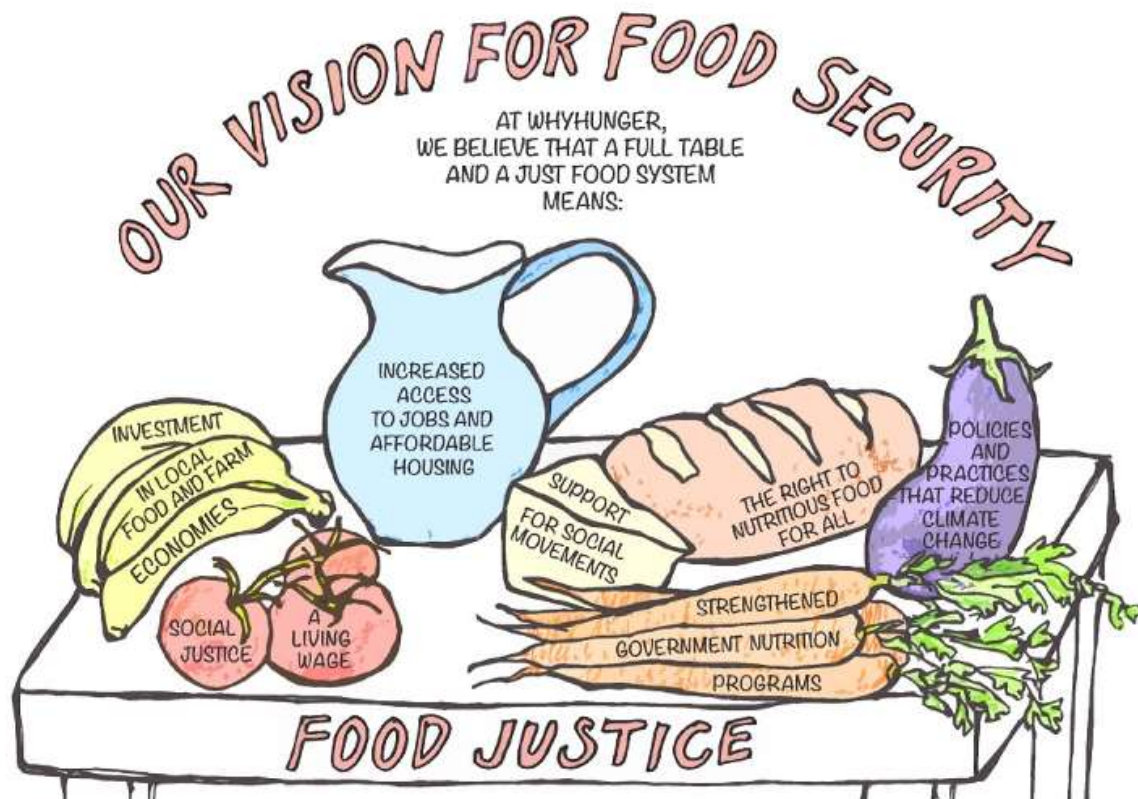 OUR VISION FOR FOOD SECURITY
AT WHYHUNGER,
WE BELIEVE THAT A FULL TABLE
AND A JUST FOOD SYSTEM
MEANS:
INCREASED
ACCESS
TO JOBS AND
AFFORDABLE
HOUSING
INVESTMENT
IN LOCAL
FOOD AND FARM
ECONOMIES
SOCIAL
JUSTICE
A
LIVING
WAGE
SUPPORT
FOR SOCIAL
MOVEMENTS
THE RIGHT TO
NUTRITIOUS FOOD
FOR ALL
POLICIES
AND
PRACTICES
THAT REDUCE
CLIMATE
CHANGE
STRENGTHENED
GOVERNMENT NUTRITION
PROGRAMS
FOOD JUSTICE